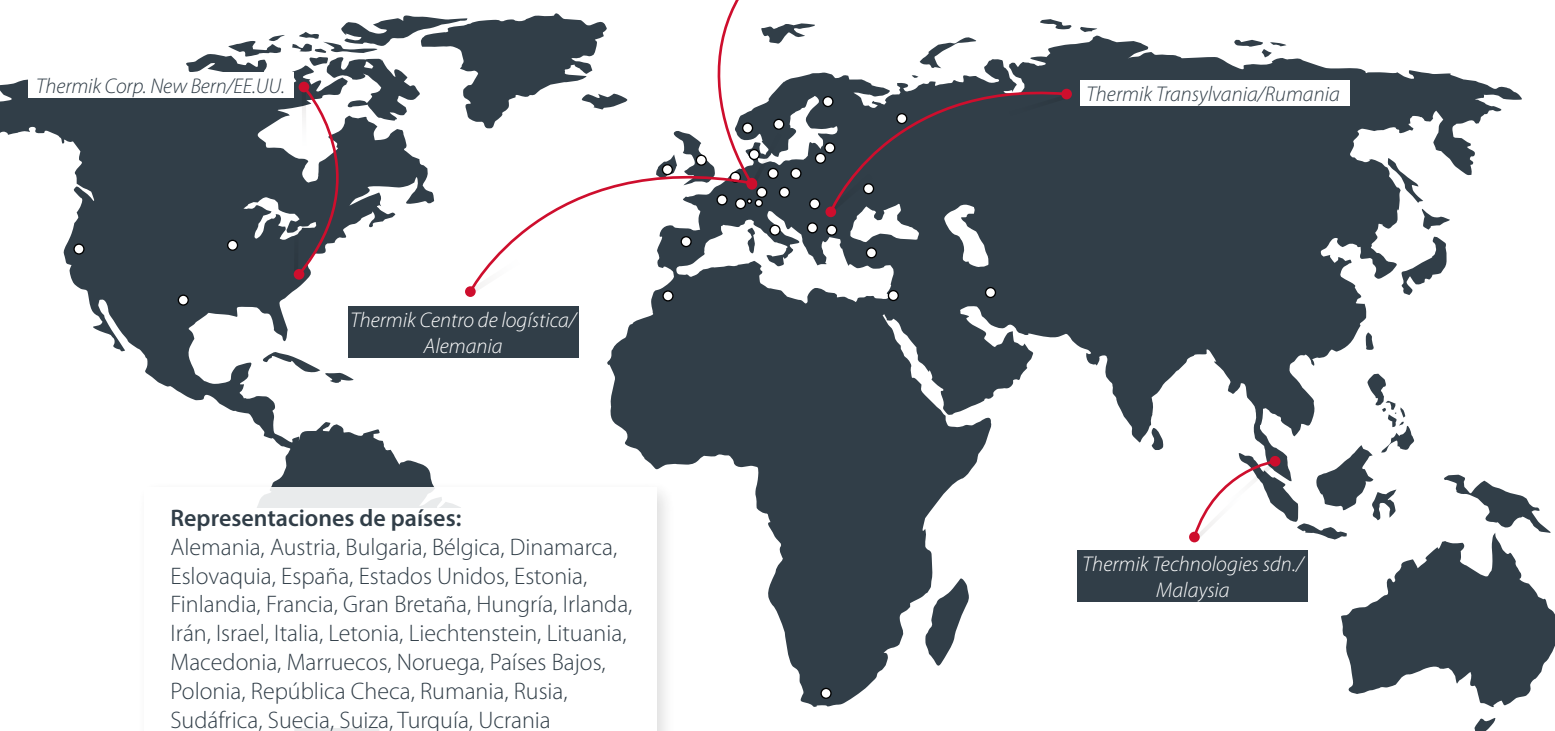 Thermik Corp. New Bern/EE.UU.
Thermik Transylvania/Rumania
Thermik Centro de logística/
Alemania
Thermik Technologies sdn./
Malaysia
Representaciones de países:
Alemania, Austria, Bulgaria, Bélgica, Dinamarca,
Eslovaquia, España, Estados Unidos, Estonia,
Finlandia, Francia, Gran Bretaña, Hungría, Irlanda,
Irán, Israel, Italia, Letonia, Liechtenstein, Lituania,
Macedonia, Marruecos, Noruega, Países Bajos,
Polonia, República Checa, Rumania, Rusia,
Sudáfrica, Suecia, Suiza, Turquía, Ucrania